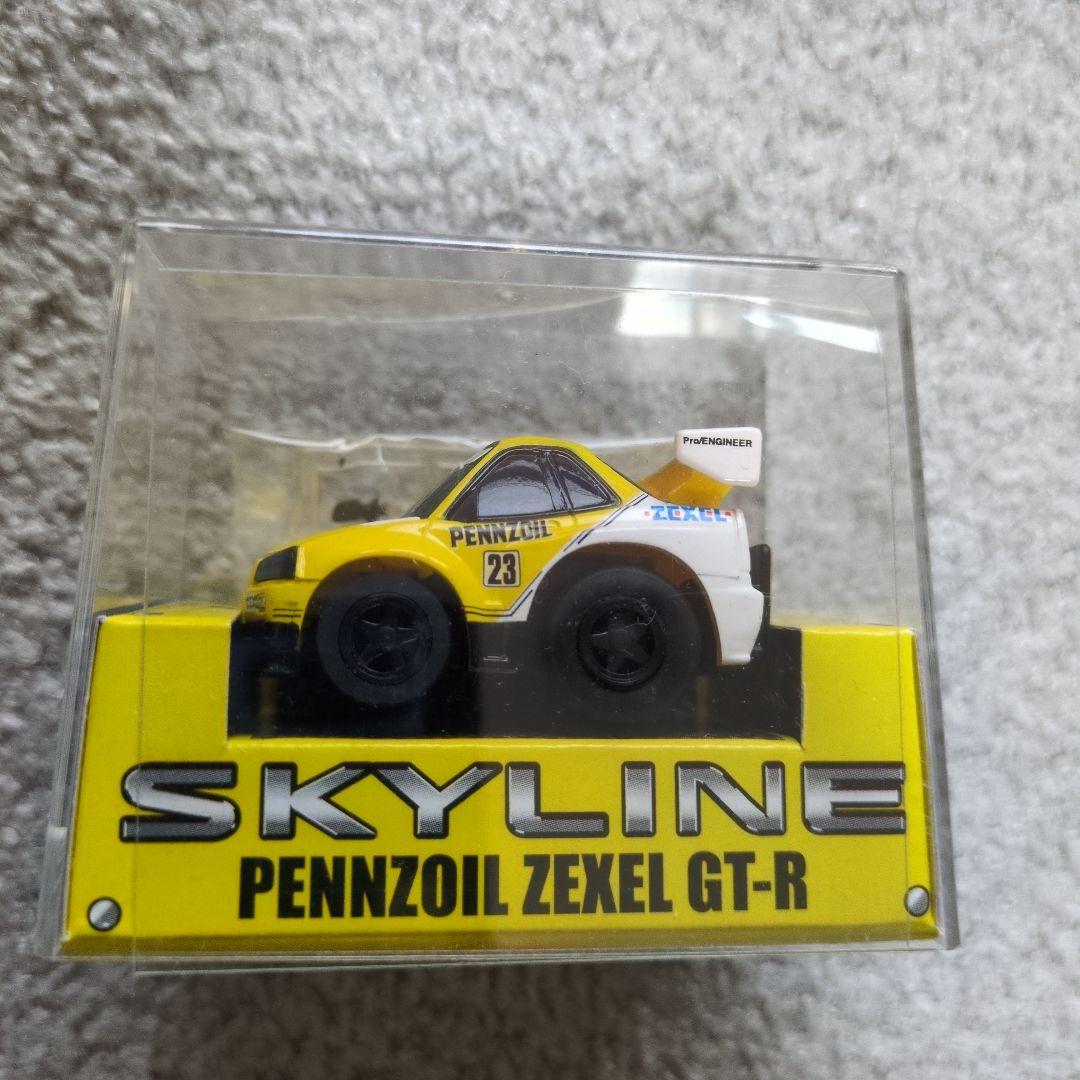 Pro/ENGINEER
ZEXEL
PENNZOIL
23
SKYLINE
PENNZOIL ZEXEL GT-R